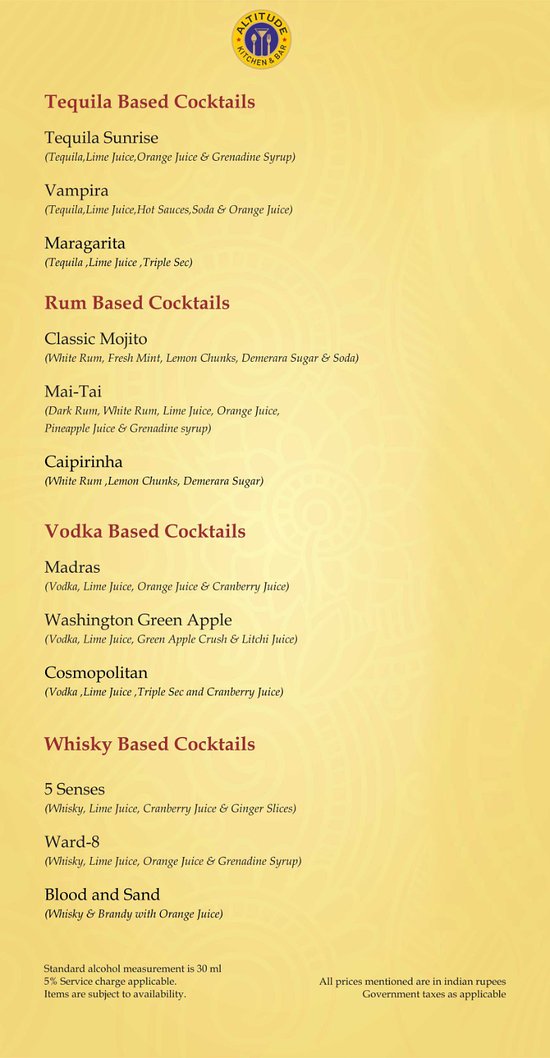 ALTITUDE
KITCHEN & BAR
Tequila Based Cocktails
Tequila Sunrise
(Tequila,Lime Juice,Orange Juice & Grenadine Syrup)
Vampira
(Tequila,Lime Juice,Hot Sauces,Soda & Orange Juice)
Maragarita
(Tequila ,Lime Juice ,Triple Sec)
Rum Based Cocktails
Classic Mojito
(White Rum, Fresh Mint, Lemon Chunks, Demerara Sugar & Soda)
Mai-Tai
(Dark Rum, White Rum, Lime Juice, Orange Juice,
Pineapple Juice & Grenadine syrup)
Caipirinha
(White Rum ,Lemon Chunks, Demerara Sugar)
Vodka Based Cocktails
Madras
(Vodka, Lime Juice, Orange Juice & Cranberry Juice)
Washington Green Apple
(Vodka, Lime Juice, Green Apple Crush & Litchi Juice)
Cosmopolitan
(Vodka ,Lime Juice ,Triple Sec and Cranberry Juice)
Whisky Based Cocktails
5 Senses
(Whisky, Lime Juice, Cranberry Juice & Ginger Slices)
Ward-8
(Whisky, Lime Juice, Orange Juice & Grenadine Syrup)
Blood and Sand
(Whisky & Brandy with Orange Juice)
Standard alcohol measurement is 30 ml
5% Service charge applicable.
Items are subject to availability.
All prices mentioned are in indian rupees
Government taxes as applicable